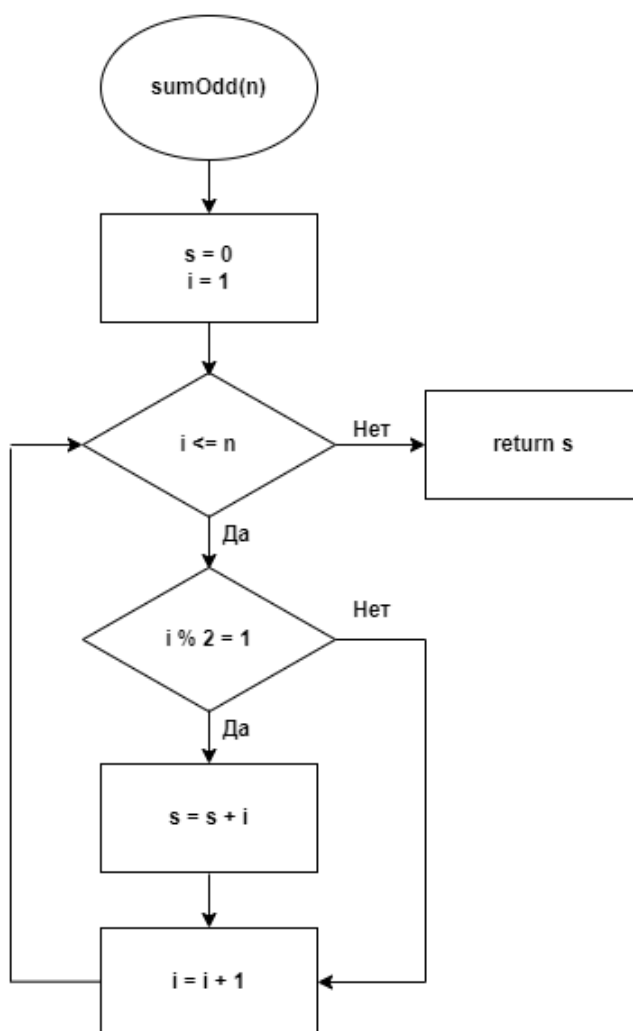 sumOdd(n)
s = 0
i = 1
i <= n
Нет
return s
Да
i % 2 = 1
Нет
Да
s = s + i
i = i + 1